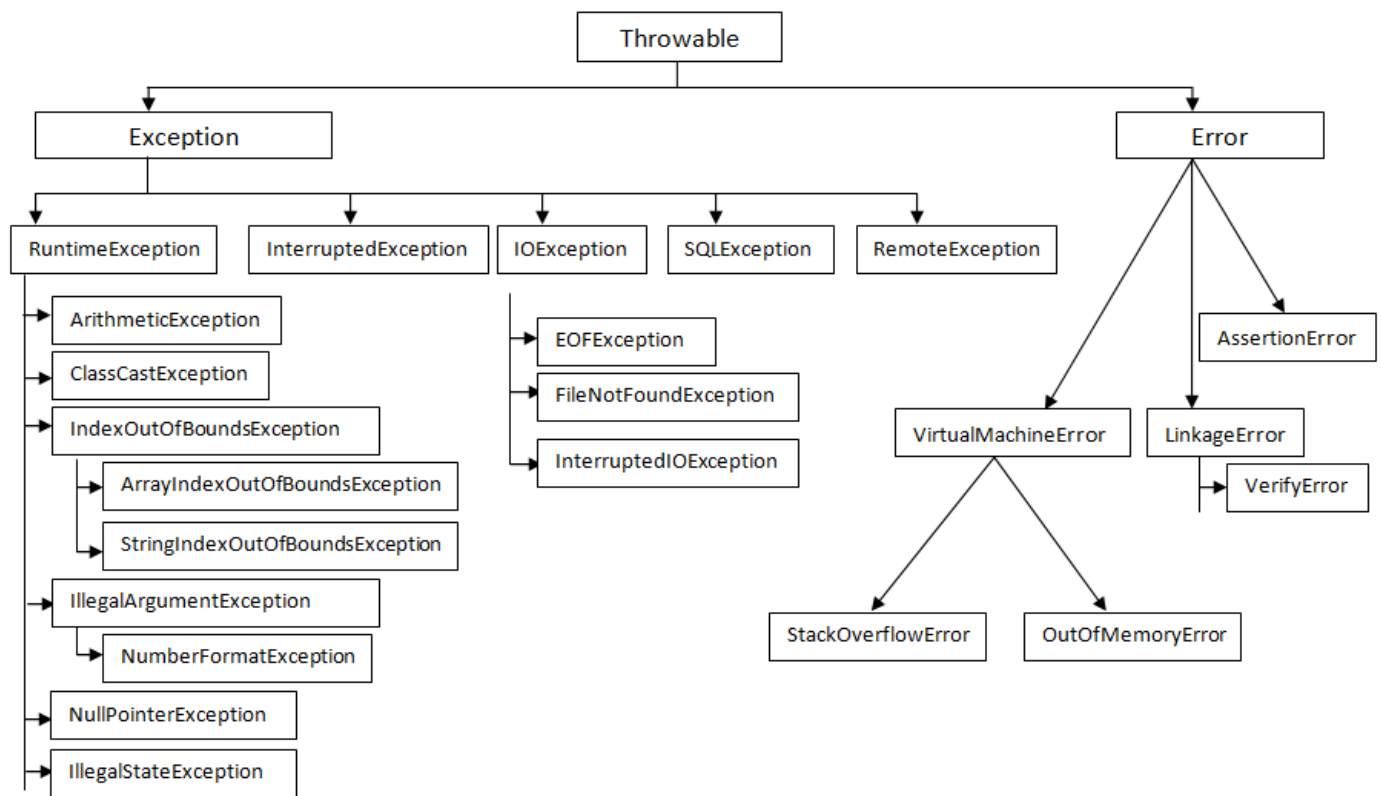 Throwable
Exception
Error
RuntimeException
InterruptedException
IOException
SQLException
RemoteException
ArithmeticException
ClassCastException
IndexOutOfBoundsException
ArrayIndexOutOfBoundsException
StringIndexOutOfBoundsException
IllegalArgumentException
NumberFormatException
NullPointerException
IllegalStateException
EOFException
FileNotFoundException
InterruptedIOException
AssertionError
VirtualMachineError
LinkageError
VerifyError
StackOverflowError
OutOfMemoryError